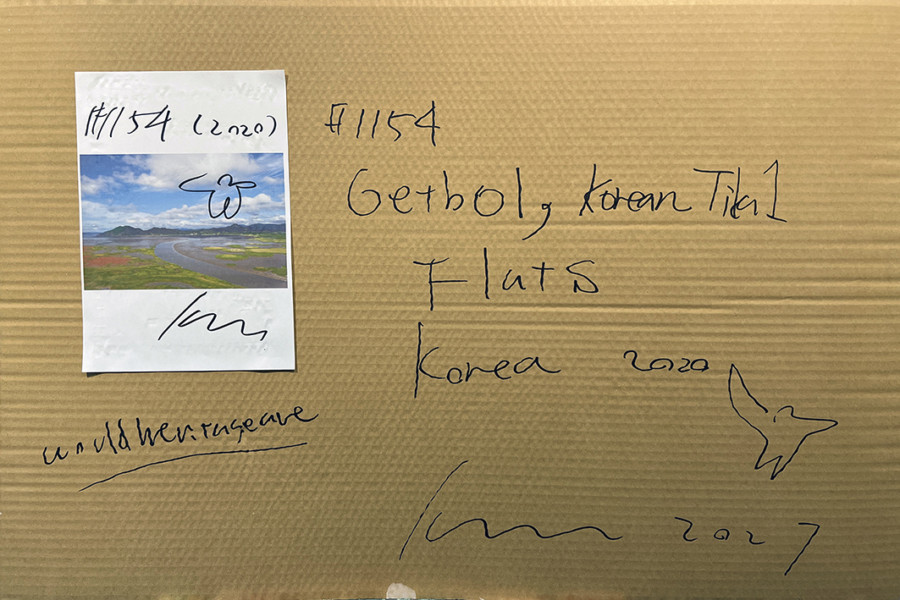 #1154 (2020)
#1154
Getbol, Korean Tidal
Flats
Korea 2020
worldheritageave
2027